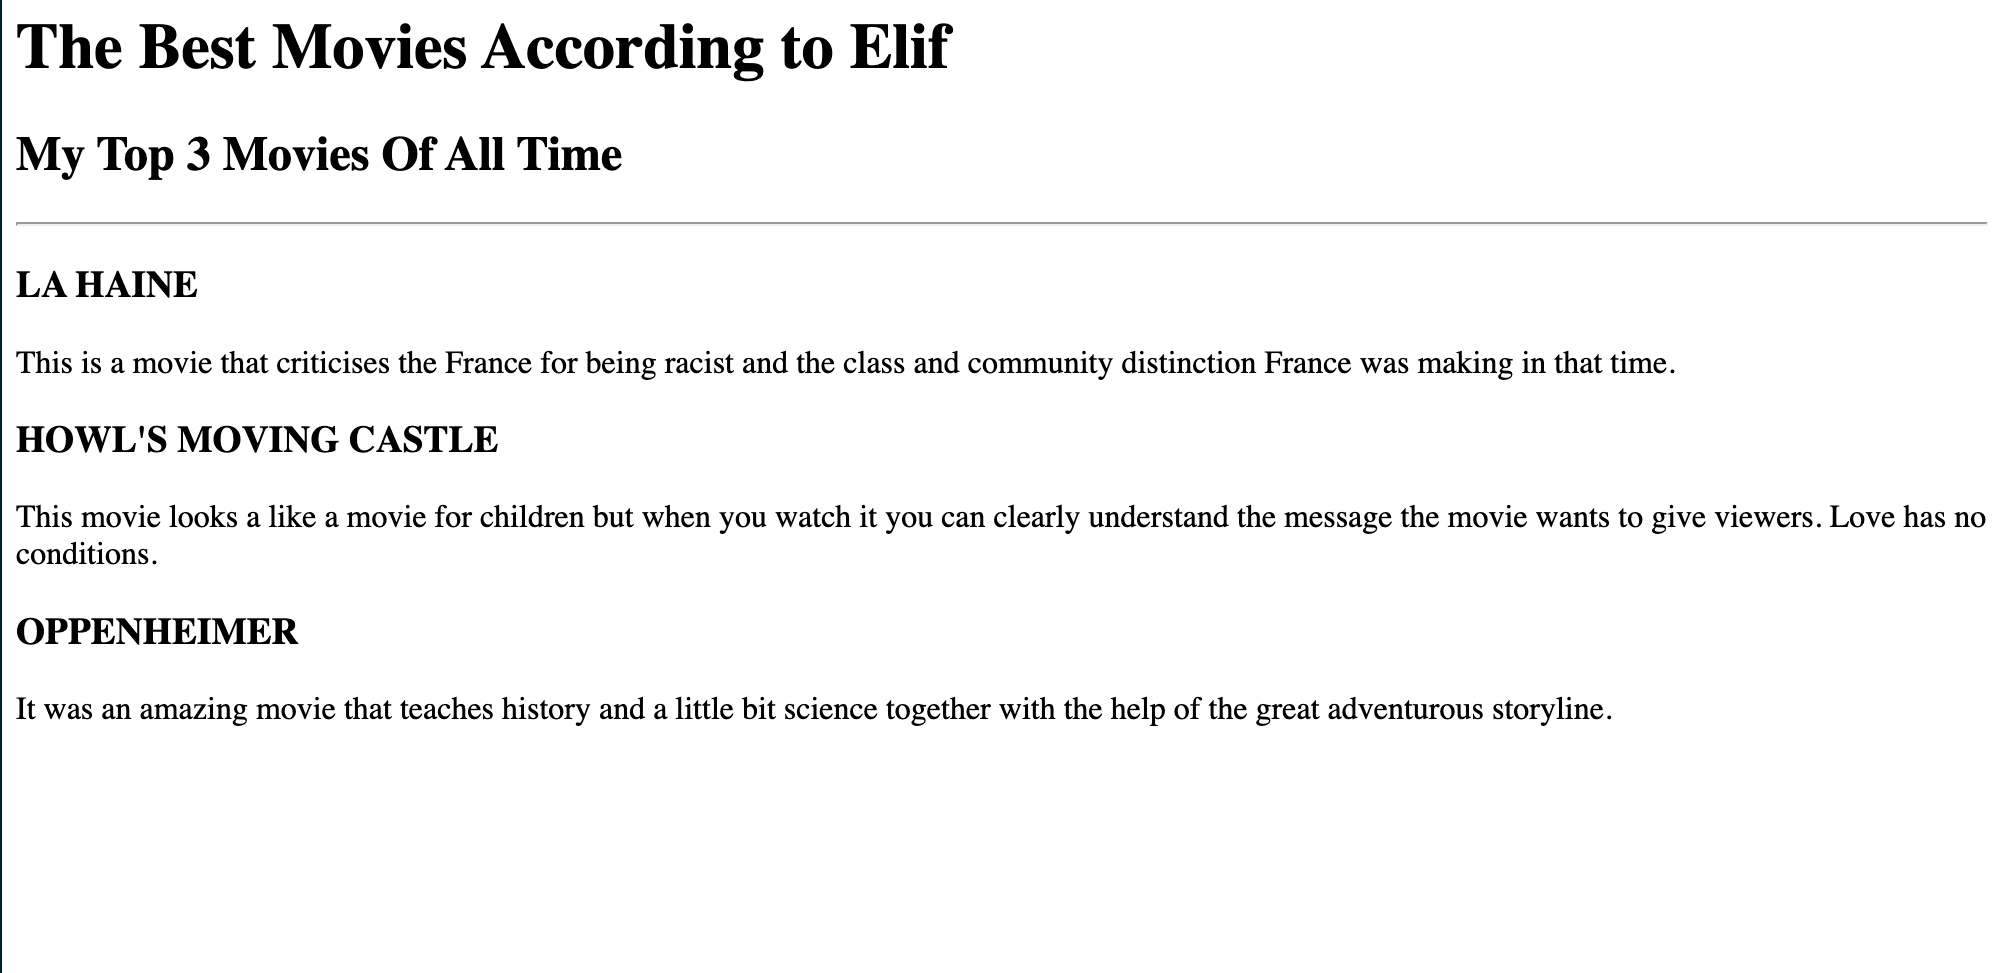 The Best Movies According to Elif
My Top 3 Movies Of All Time
LA HAINE
This is a movie that criticises the France for being racist and the class and community distinction France was making in that time.
HOWL'S MOVING CASTLE
This movie looks a like a movie for children but when you watch it you can clearly understand the message the movie wants to give viewers. Love has no
conditions.
OPPENHEIMER
It was an amazing movie that teaches history and a little bit science together with the help of the great adventurous storyline.